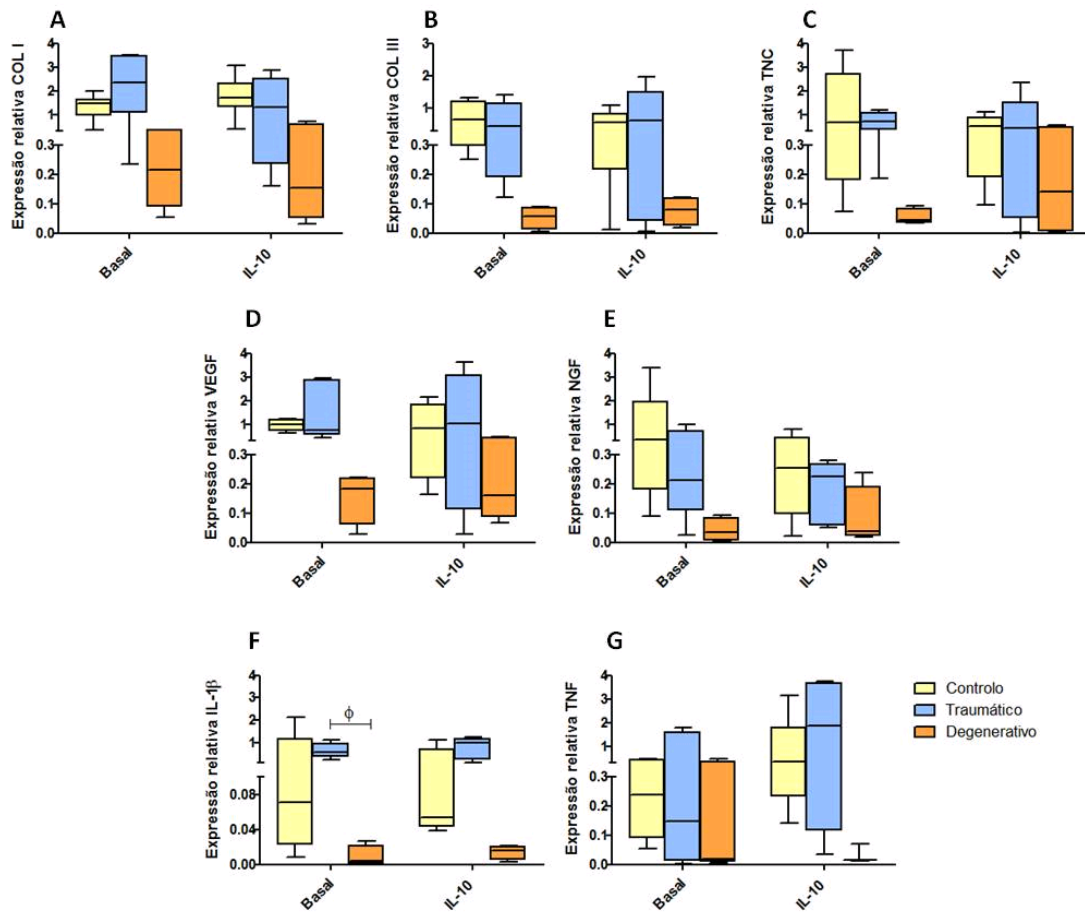 A
Expressão relativa COL I
4
3
2
1
0.3
0.2
0.1
0.0
Basal
IL-10
B
Expressão relativa COL III
3
2
1
0.3
0.2
0.1
0.0
Basal
IL-10
C
Expressão relativa TNC
4
3
2
1
0.3
0.2
0.1
0.0
Basal
IL-10
D
Expressão relativa VEGF
4
3
2
1
0.3
0.2
0.1
0.0
Basal
IL-10
E
Expressão relativa NGF
4
3
2
1
0.3
0.2
0.1
0.0
Basal
IL-10
F
Expressão relativa IL-1β
4
3
2
1
0.08
0.04
0.00
ϕ
Basal
IL-10
G
Expressão relativa TNF
4
3
2
1
0.3
0.2
0.1
0.0
Basal
IL-10
Controlo
Traumático
Degenerativo